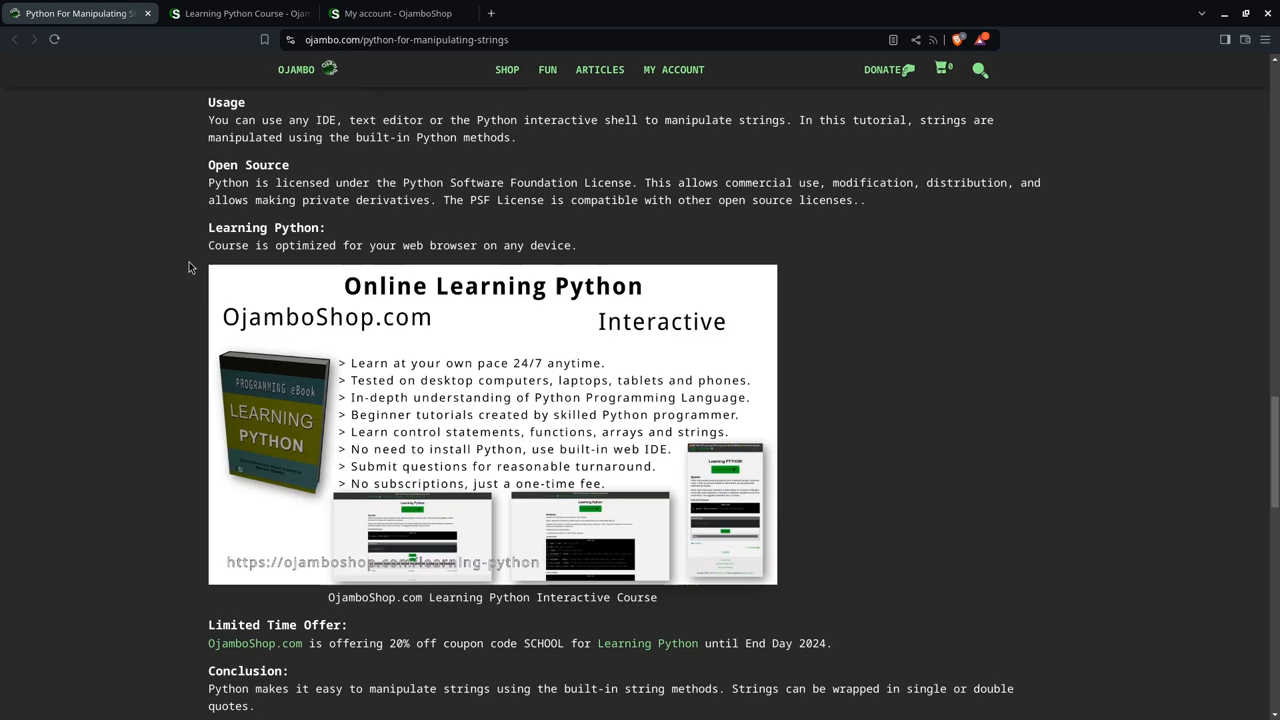 Python For Manipulating S
Learning Python Course - Ojam
My account - OjamboShop
ojambo.com/python-for-manipulating-strings
OJAMBO
SHOP
FUN
ARTICLES
MY ACCOUNT
DONATE
0
Usage
You can use any IDE, text editor or the Python interactive shell to manipulate strings. In this tutorial, strings are
manipulated using the built-in Python methods.
Open Source
Python is licensed under the Python Software Foundation License. This allows commercial use, modification, distribution, and
allows making private derivatives. The PSF License is compatible with other open source licenses..
Learning Python:
Course is optimized for your web browser on any device.
Online Learning Python
OjamboShop.com
Interactive
PROGRAMMING eBook
LEARNING
PYTHON
> Learn at your own pace 24/7 anytime.
> Tested on desktop computers, laptops, tablets and phones.
> In-depth understanding of Python Programming Language.
> Beginner tutorials created by skilled Python programmer.
> Learn control statements, functions, arrays and strings.
> No need to install Python, use built-in web IDE.
> Submit questions for reasonable turnaround.
> No subscriptions, just a one-time fee.
Learning Python
Learning Python
Learning PYTHON
https://ojamboshop.com/learning-python
OjamboShop.com Learning Python Interactive Course
Limited Time Offer:
OjamboShop.com is offering 20% off coupon code SCHOOL for Learning Python until End Day 2024.
Conclusion:
Python makes it easy to manipulate strings using the built-in string methods. Strings can be wrapped in single or double
quotes.